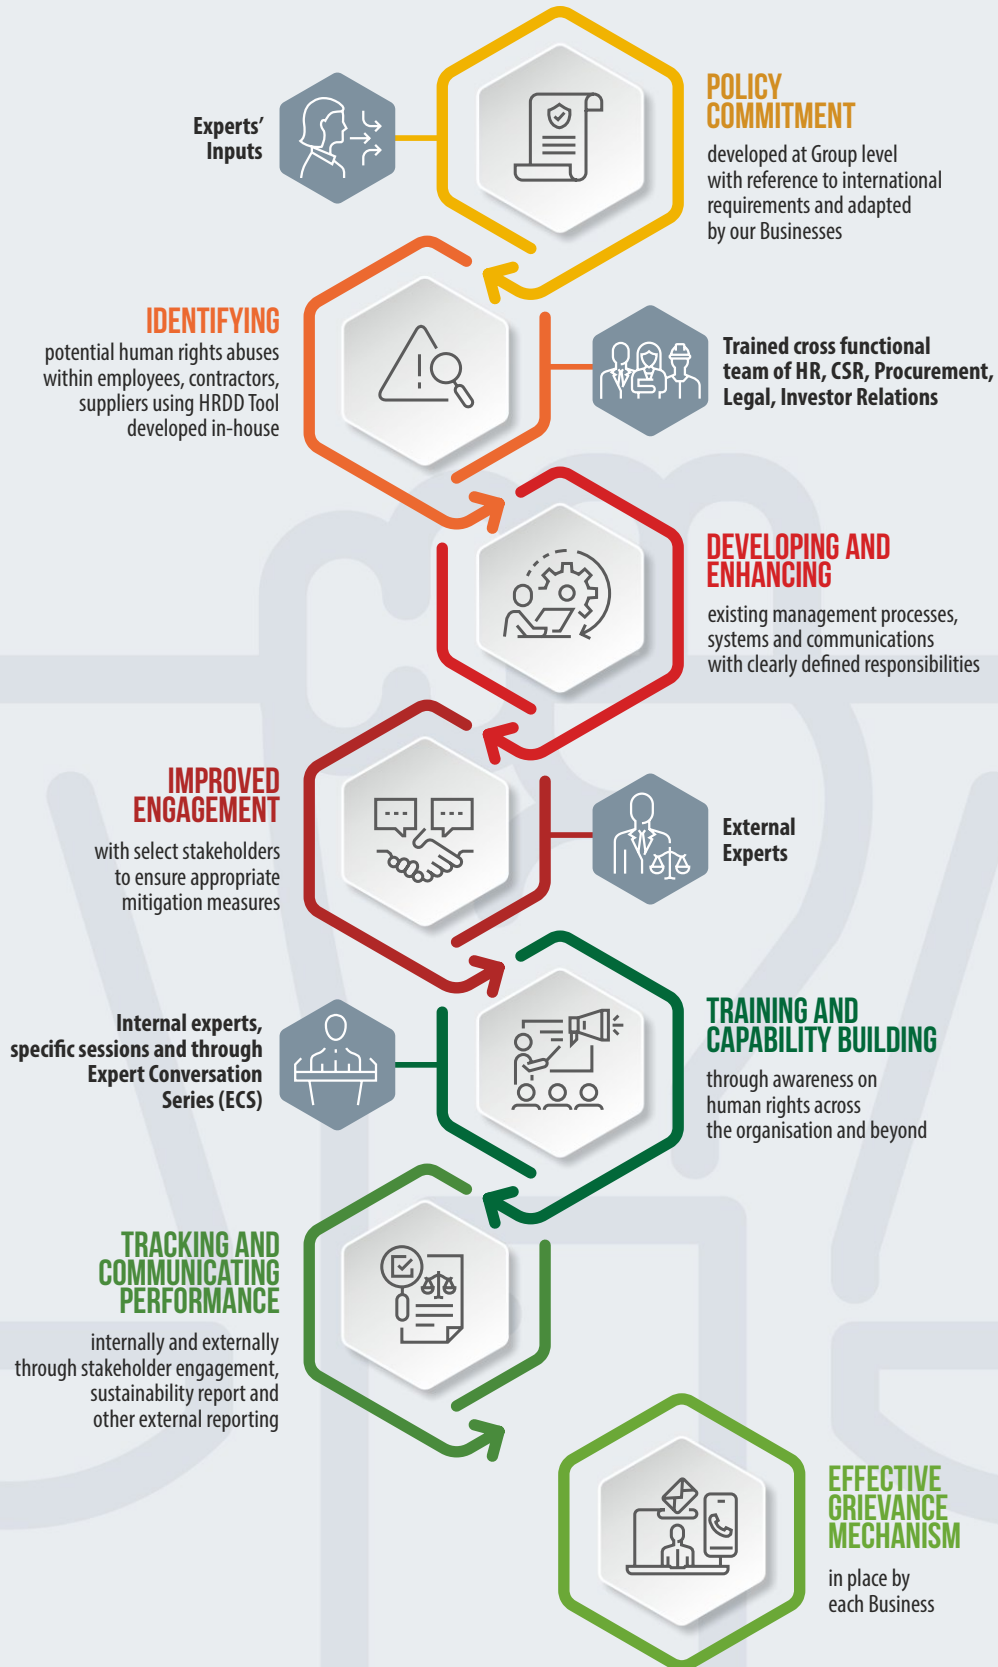 Experts'
Inputs
POLICY
COMMITMENT
developed at Group level
with reference to international
requirements and adapted
by our Businesses
IDENTIFYING
potential human rights abuses
within employees, contractors,
suppliers using HRDD Tool
developed in-house
Trained cross functional
team of HR, CSR, Procurement,
Legal, Investor Relations
DEVELOPING AND
ENHANCING
existing management processes,
systems and communications
with clearly defined responsibilities
IMPROVED
ENGAGEMENT
with select stakeholders
to ensure appropriate
mitigation measures
External
Experts
TRAINING AND
CAPABILITY BUILDING
through awareness on
human rights across
the organisation and beyond
Internal experts,
specific sessions and through
Expert Conversation
Series (ECS)
TRACKING AND
COMMUNICATING
PERFORMANCE
internally and externally
through stakeholder engagement,
sustainability report and
other external reporting
EFFECTIVE
GRIEVANCE
MECHANISM
in place by
each Business